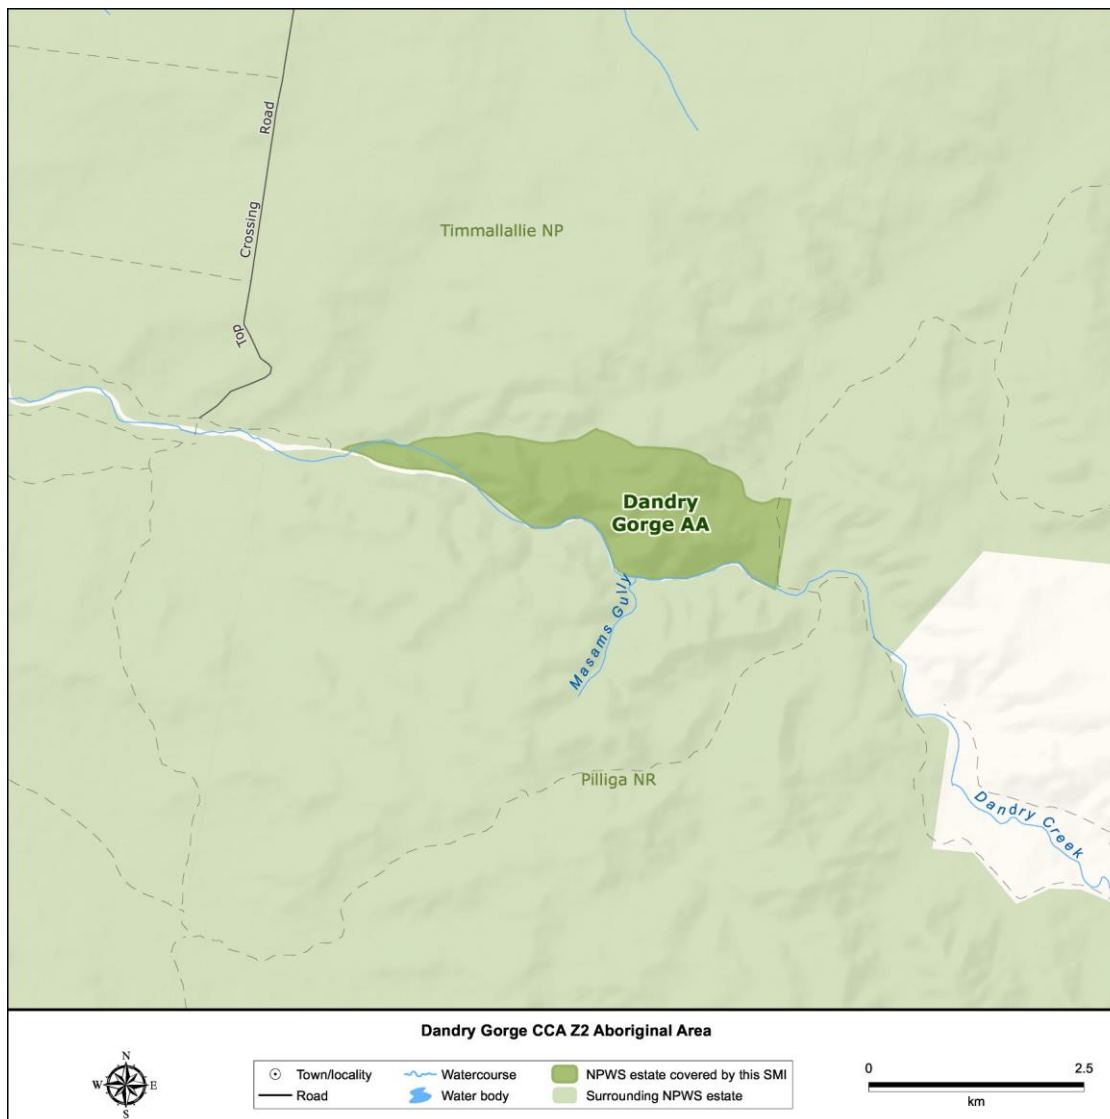 Road
Crossing
Top
Timmallallie NP
Dandry
Gorge AA
Masams Gully
Pilliga NR
Dandry Creek
Dandry Gorge CCA Z2 Aboriginal Area
N
W E
S
Town/locality
Road
Watercourse
Water body
NPWS estate covered by this SMI
Surrounding NPWS estate
0 2.5
km